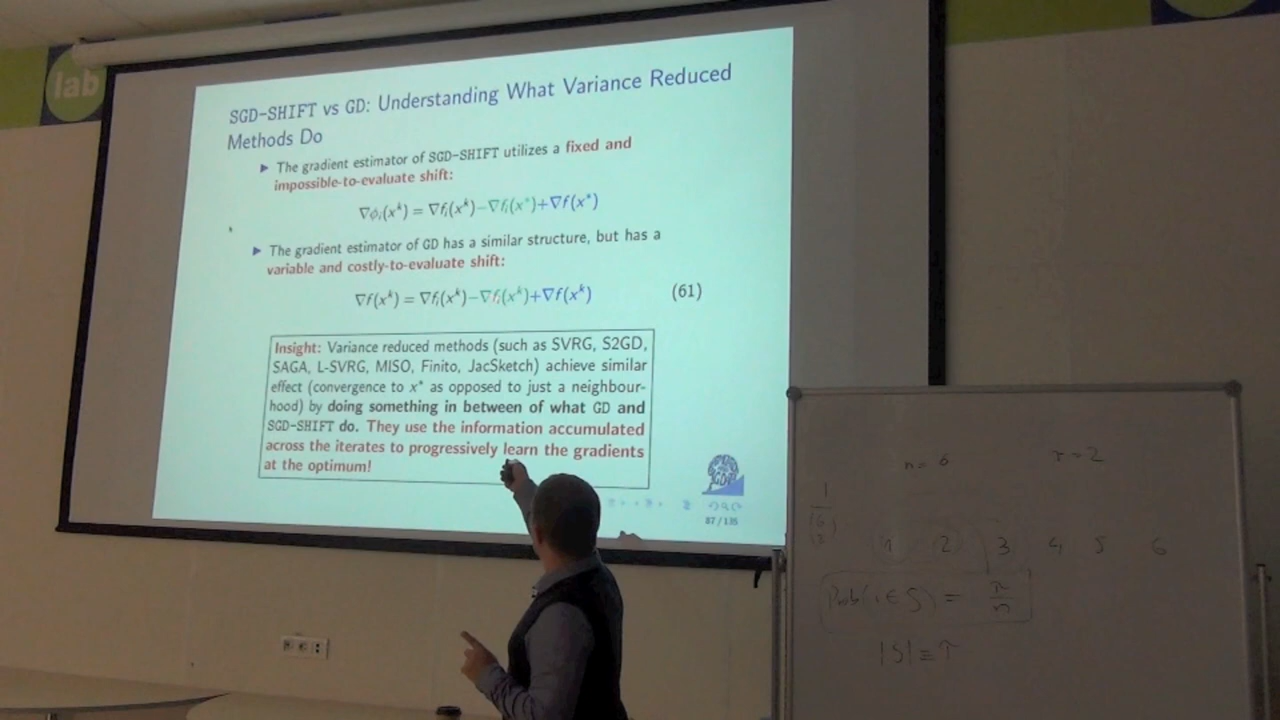 lab
SGD-SHIFT vs GD: Understanding What Variance Reduced
Methods Do
▶ The gradient estimator of SGD-SHIFT utilizes a fixed and
impossible-to-evaluate shift:
∇ϕᵢ(xᵏ) = ∇fᵢ(xᵏ)−∇fᵢ(x*)+∇f(x*)
▶ The gradient estimator of GD has a similar structure, but has a
variable and costly-to-evaluate shift:
∇f(xᵏ) = ∇fᵢ(xᵏ)−∇fᵢ(xᵏ)+∇f(xᵏ) (61)
Insight: Variance reduced methods (such as SVRG, S2GD,
SAGA, L-SVRG, MISO, Finito, JacSketch) achieve similar
effect (convergence to x* as opposed to just a neighbour-
hood) by doing something in between of what GD and
SGD-SHIFT do. They use the information accumulated
across the iterates to progressively learn the gradients
at the optimum!
SGD
87 / 135
n = 6 τ = 2
1 2 3 4 5 6
Prob(i ∈ S) = τ/n
|S| ≡ τ